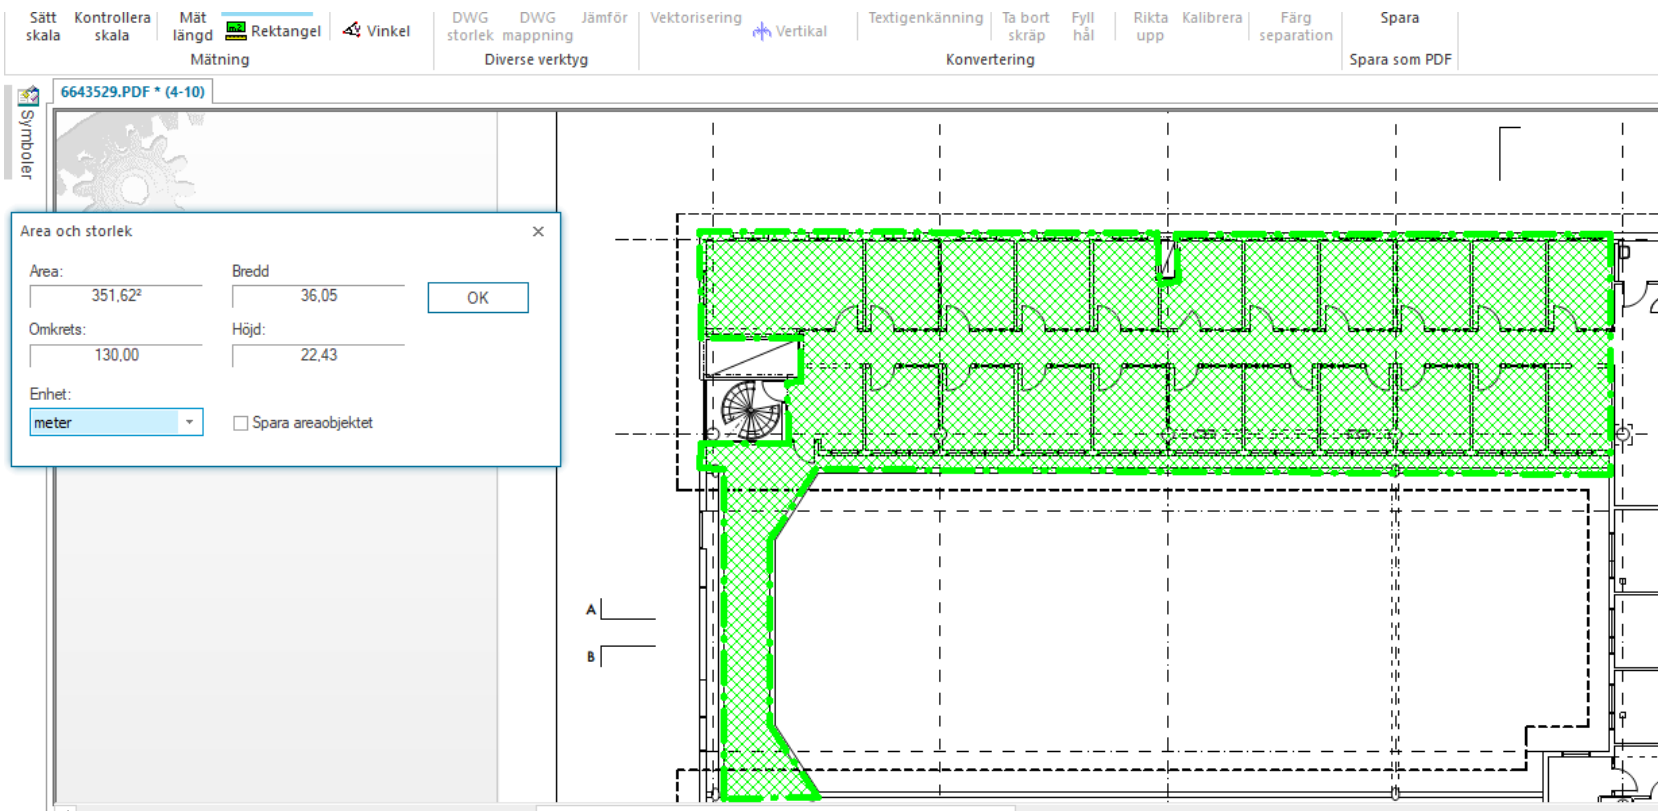 Sätt skala
Kontrollera skala
Mät längd
Rektangel
Vinkel
Mätning
DWG storlek
DWG mappning
Jämför
Diverse verktyg
Vektorisering
Vertikal
Textigenkänning
Ta bort skräp
Fyll hål
Rikta upp
Kalibrera
Färg separation
Konvertering
Spara
Spara som PDF
Symboler
6643529.PDF * (4-10)
Area och storlek
Area:
351,62²
Bredd
36,05
OK
Omkrets:
130,00
Höjd:
22,43
Enhet:
meter
Spara areaobjektet
A
B